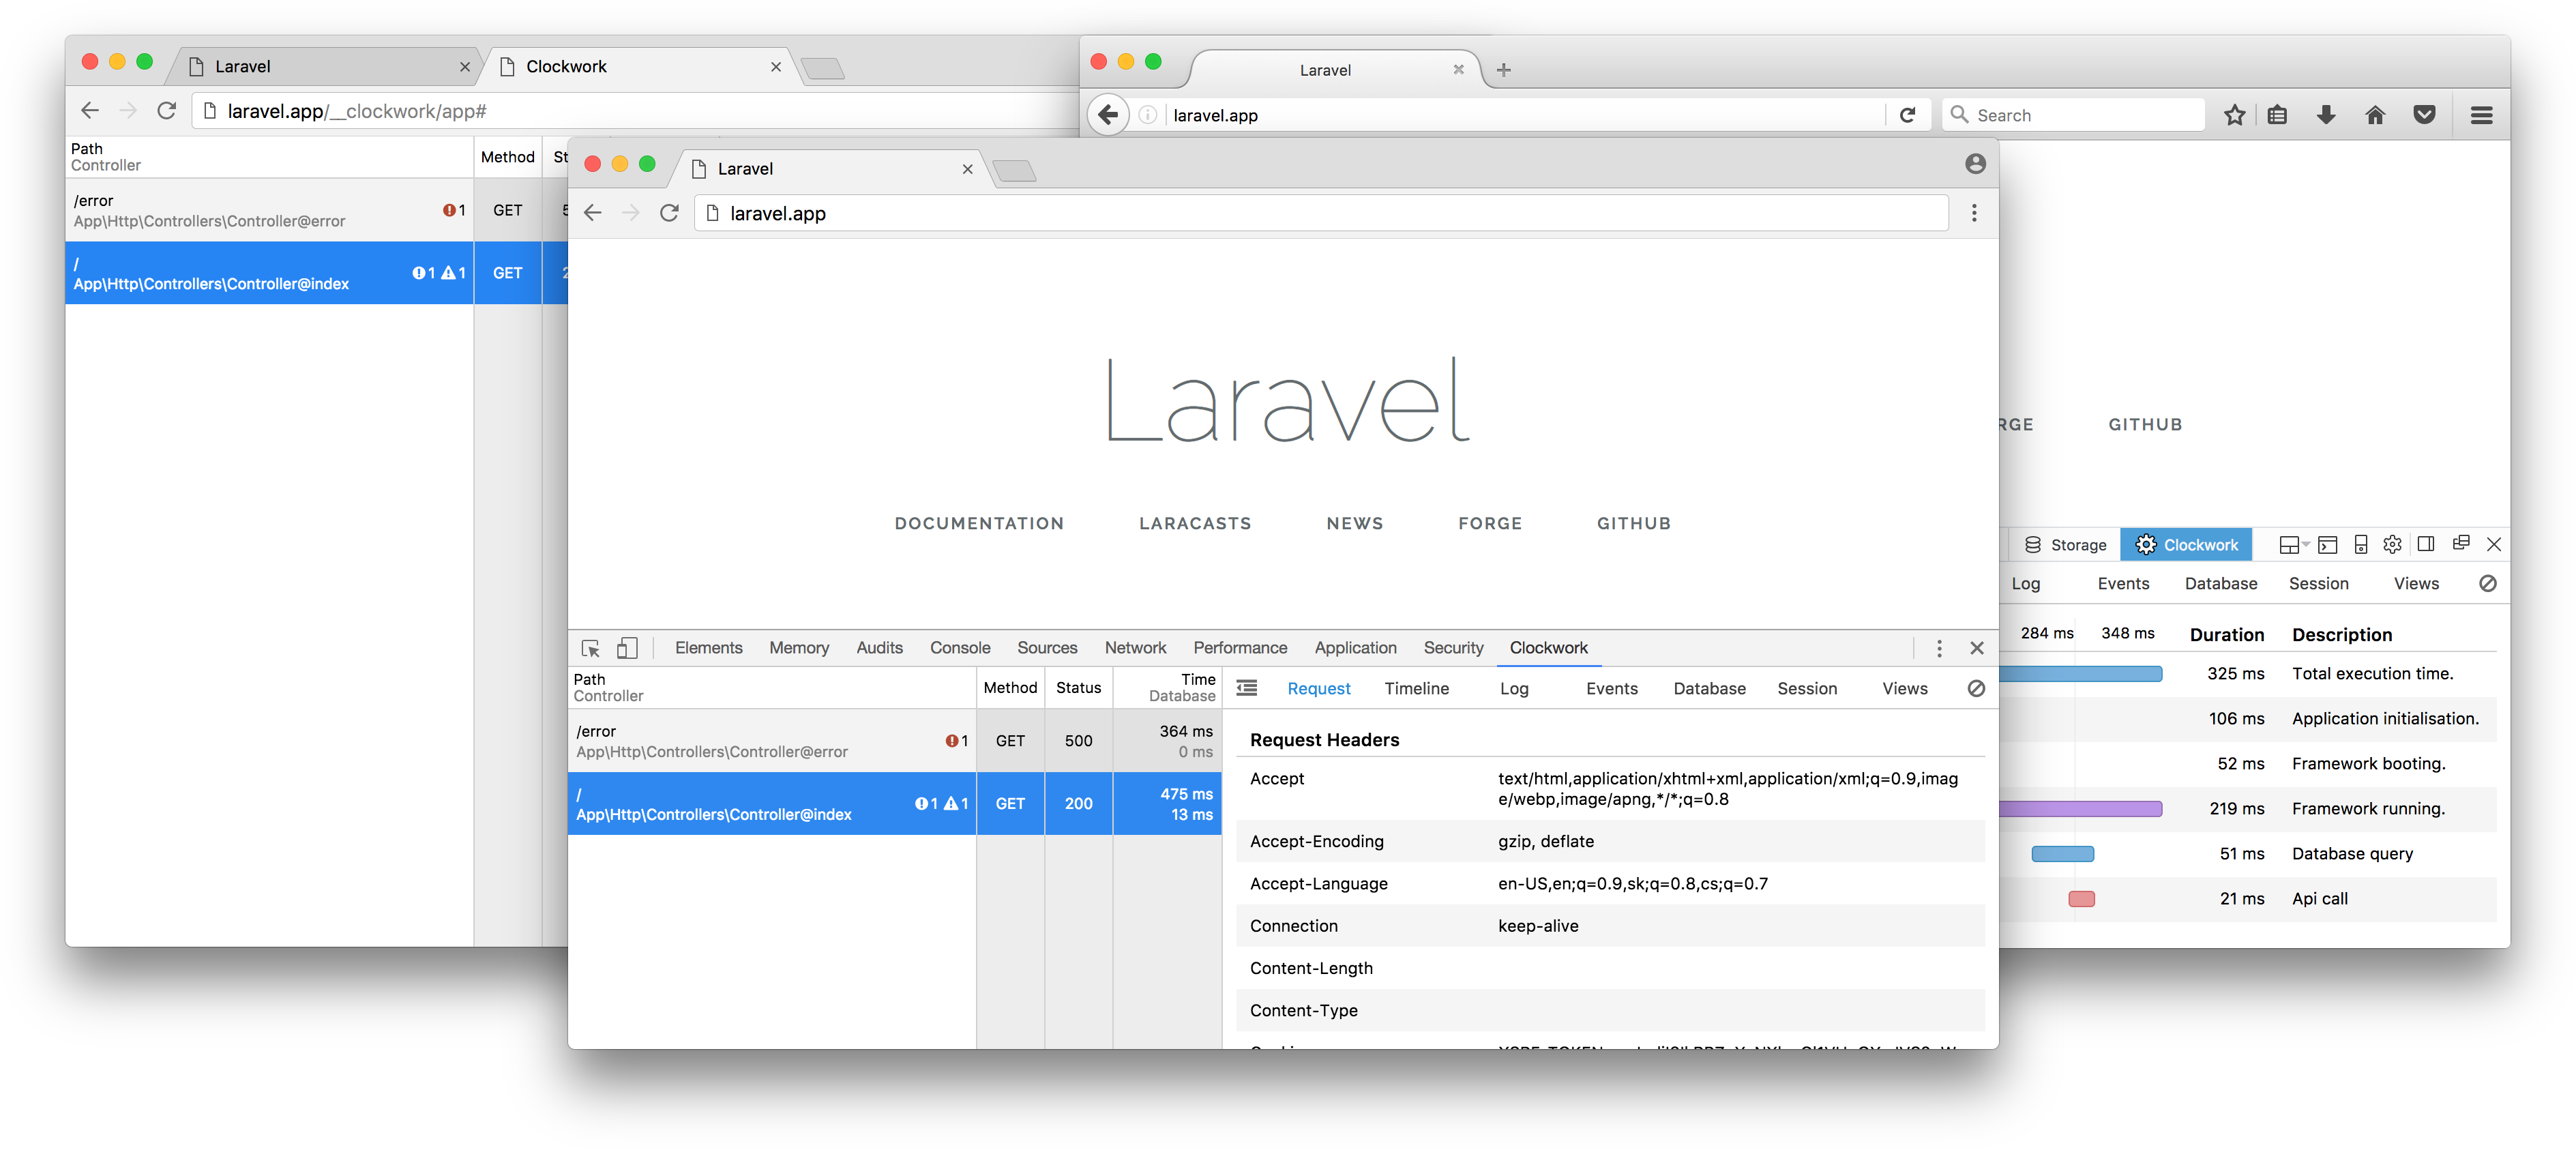 Laravel
Clockwork
laravel.app/__clockwork/app#
Path
Controller
Method
St
/error
App\Http\Controllers\Controller@error
1
GET
/
App\Http\Controllers\Controller@index
1 1
GET
Laravel
laravel.app
Search
GITHUB
Storage
Clockwork
Log
Events
Database
Session
Views
284 ms
348 ms
Duration
Description
325 ms
Total execution time.
106 ms
Application initialisation.
52 ms
Framework booting.
219 ms
Framework running.
51 ms
Database query
21 ms
Api call
Laravel
laravel.app
Laravel
DOCUMENTATION
LARACASTS
NEWS
FORGE
GITHUB
Elements
Memory
Audits
Console
Sources
Network
Performance
Application
Security
Clockwork
Path
Controller
Method
Status
Time
Database
/error
App\Http\Controllers\Controller@error
1
GET
500
364 ms
0 ms
/
App\Http\Controllers\Controller@index
1 1
GET
200
475 ms
13 ms
Request
Timeline
Log
Events
Database
Session
Views
Request Headers
Accept
text/html,application/xhtml+xml,application/xml;q=0.9,imag
e/webp,image/apng,*/*;q=0.8
Accept-Encoding
gzip, deflate
Accept-Language
en-US,en;q=0.9,sk;q=0.8,cs;q=0.7
Connection
keep-alive
Content-Length
Content-Type